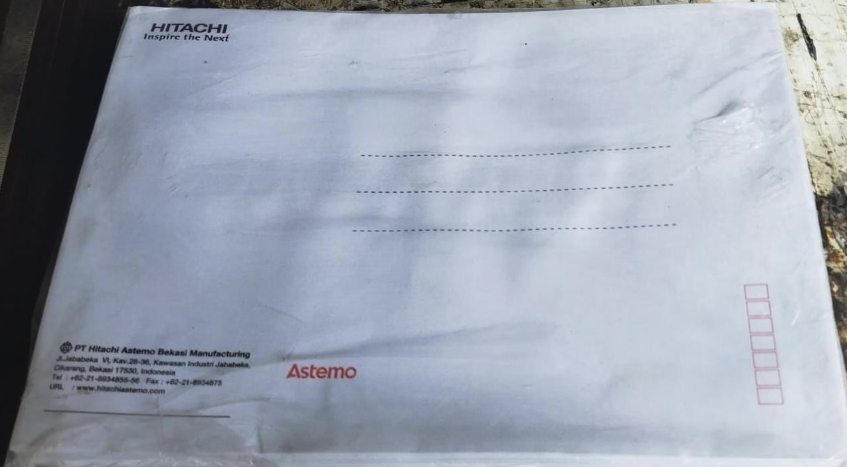 HITACHI
Inspire the Next
PT Hitachi Astemo Bekasi Manufacturing
Jl.Jababeka VI, Kav.28-36, Kawasan Industri Jababeka,
Cikarang, Bekasi 17530, Indonesia
Tel : +62-21-8934855-56 Fax : +62-21-8934875
URL : www.hitachiastemo.com
Astemo